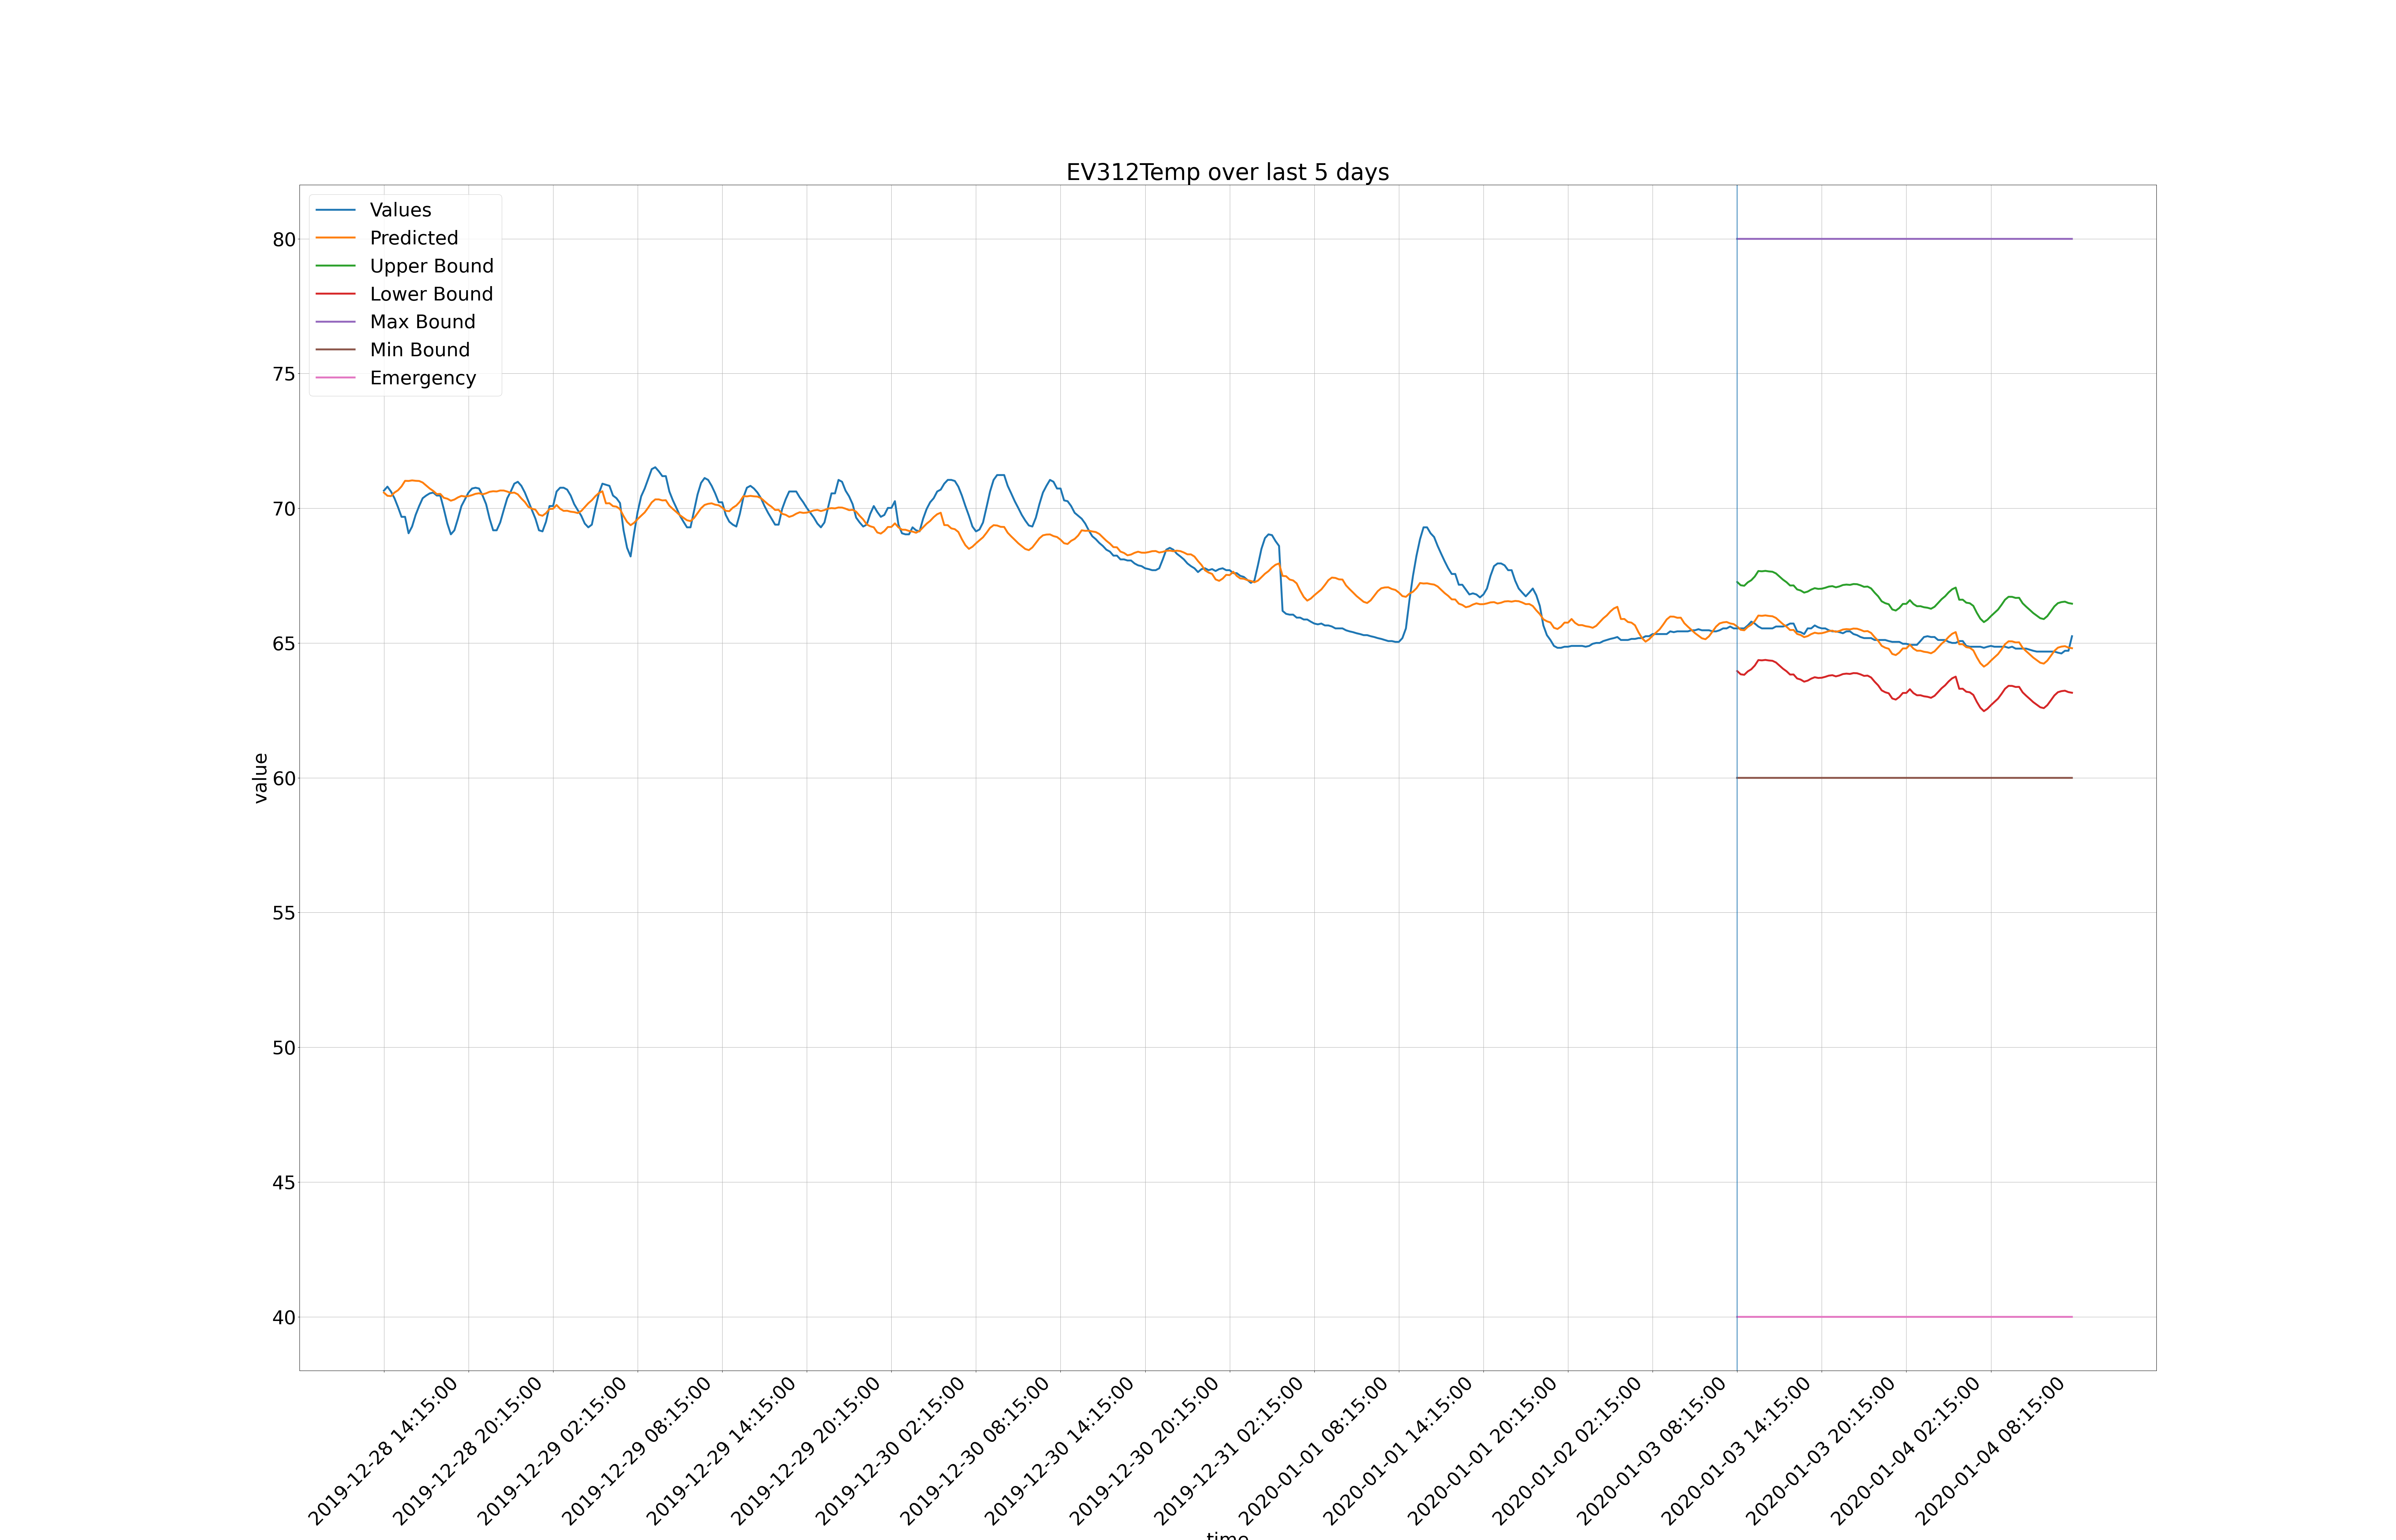 EV312Temp over last 5 days
Values
Predicted
Upper Bound
Lower Bound
Max Bound
Min Bound
Emergency
80
75
70
65
60
55
50
45
40
value
2019-12-28 14:15:00
2019-12-28 20:15:00
2019-12-29 02:15:00
2019-12-29 08:15:00
2019-12-29 14:15:00
2019-12-29 20:15:00
2019-12-30 02:15:00
2019-12-30 08:15:00
2019-12-30 14:15:00
2019-12-30 20:15:00
2019-12-31 02:15:00
2020-01-01 08:15:00
2020-01-01 14:15:00
2020-01-01 20:15:00
2020-01-02 02:15:00
2020-01-03 08:15:00
2020-01-03 14:15:00
2020-01-03 20:15:00
2020-01-04 02:15:00
2020-01-04 08:15:00
time